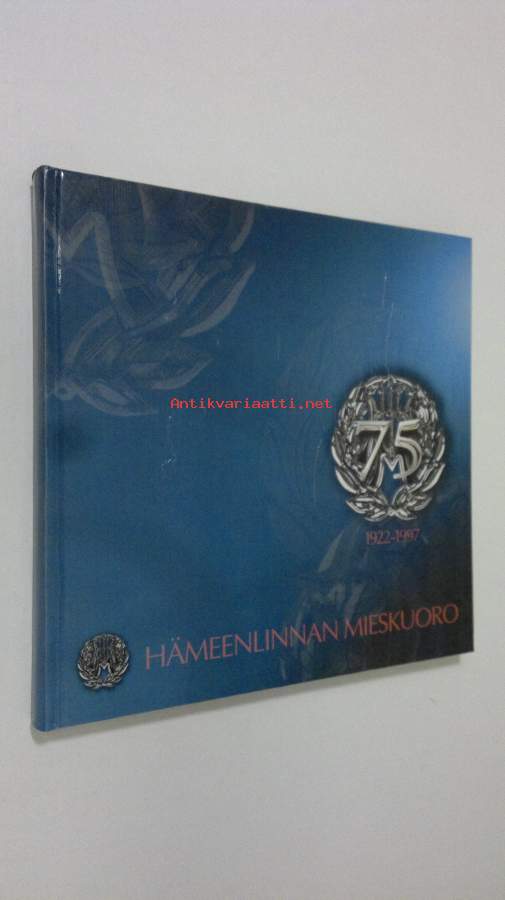 Antikvariaatti.net
75
M
1922-1997
M
HÄMEENLINNAN MIESKUORO